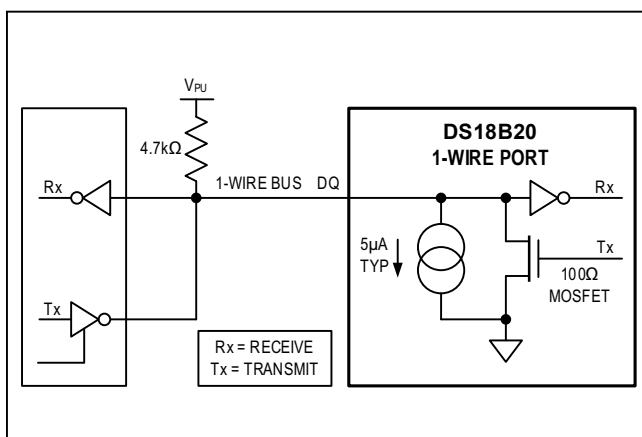 V_PU
4.7kΩ
DS18B20
1-WIRE PORT
Rx
1-WIRE BUS DQ
Rx
5µA
TYP
Tx
100Ω
MOSFET
Tx
Rx = RECEIVE
Tx = TRANSMIT